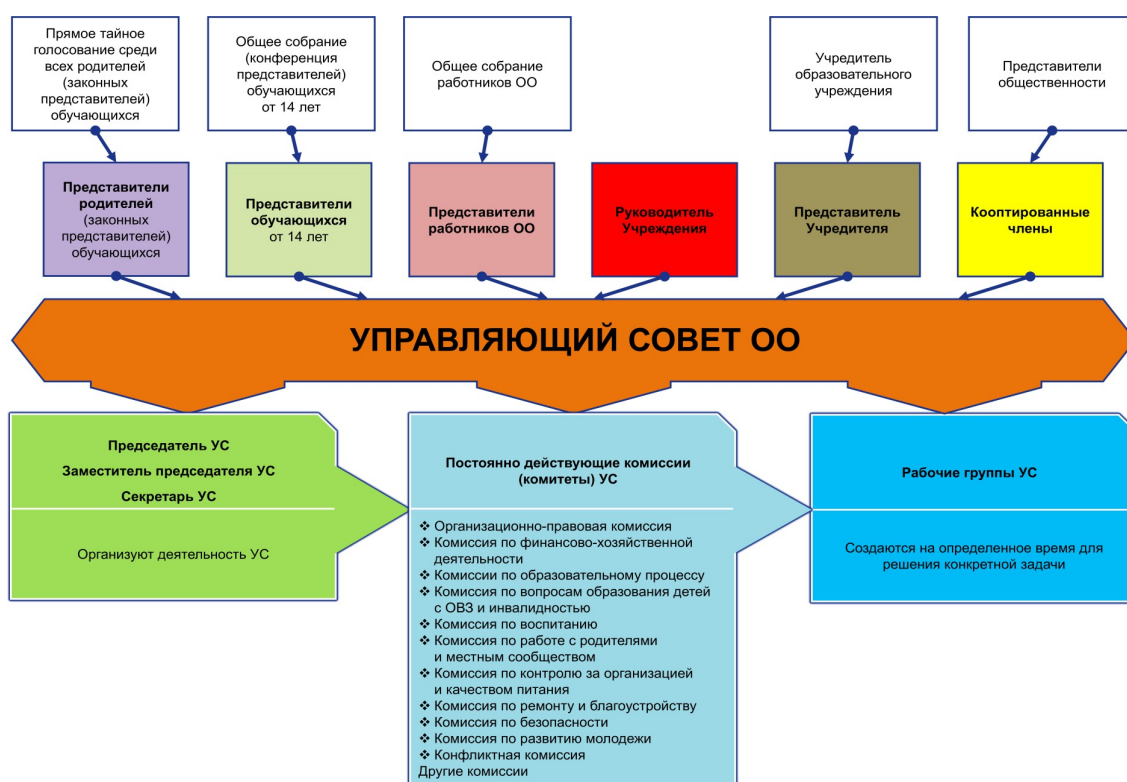 Прямое тайное
голосование среди
всех родителей
(законных
представителей)
обучающихся
Общее собрание
(конференция
представителей)
обучающихся
от 14 лет
Общее собрание
работников ОО
Учредитель
образовательного
учреждения
Представители
общественности
Представители
родителей
(законных
представителей)
обучающихся
Представители
обучающихся
от 14 лет
Представители
работников ОО
Руководитель
Учреждения
Представитель
Учредителя
Кооптированные
члены
УПРАВЛЯЮЩИЙ СОВЕТ ОО
Председатель УС
Заместитель председателя УС
Секретарь УС
Организуют деятельность УС
Постоянно действующие комиссии
(комитеты) УС
❖ Организационно-правовая комиссия
❖ Комиссия по финансово-хозяйственной
деятельности
❖ Комиссии по образовательному процессу
❖ Комиссия по вопросам образования детей
с ОВЗ и инвалидностью
❖ Комиссия по воспитанию
❖ Комиссия по работе с родителями
и местным сообществом
❖ Комиссия по контролю за организацией
и качеством питания
❖ Комиссия по ремонту и благоустройству
❖ Комиссия по безопасности
❖ Комиссия по развитию молодежи
❖ Конфликтная комиссия
Другие комиссии
Рабочие группы УС
Создаются на определенное время для
решения конкретной задачи